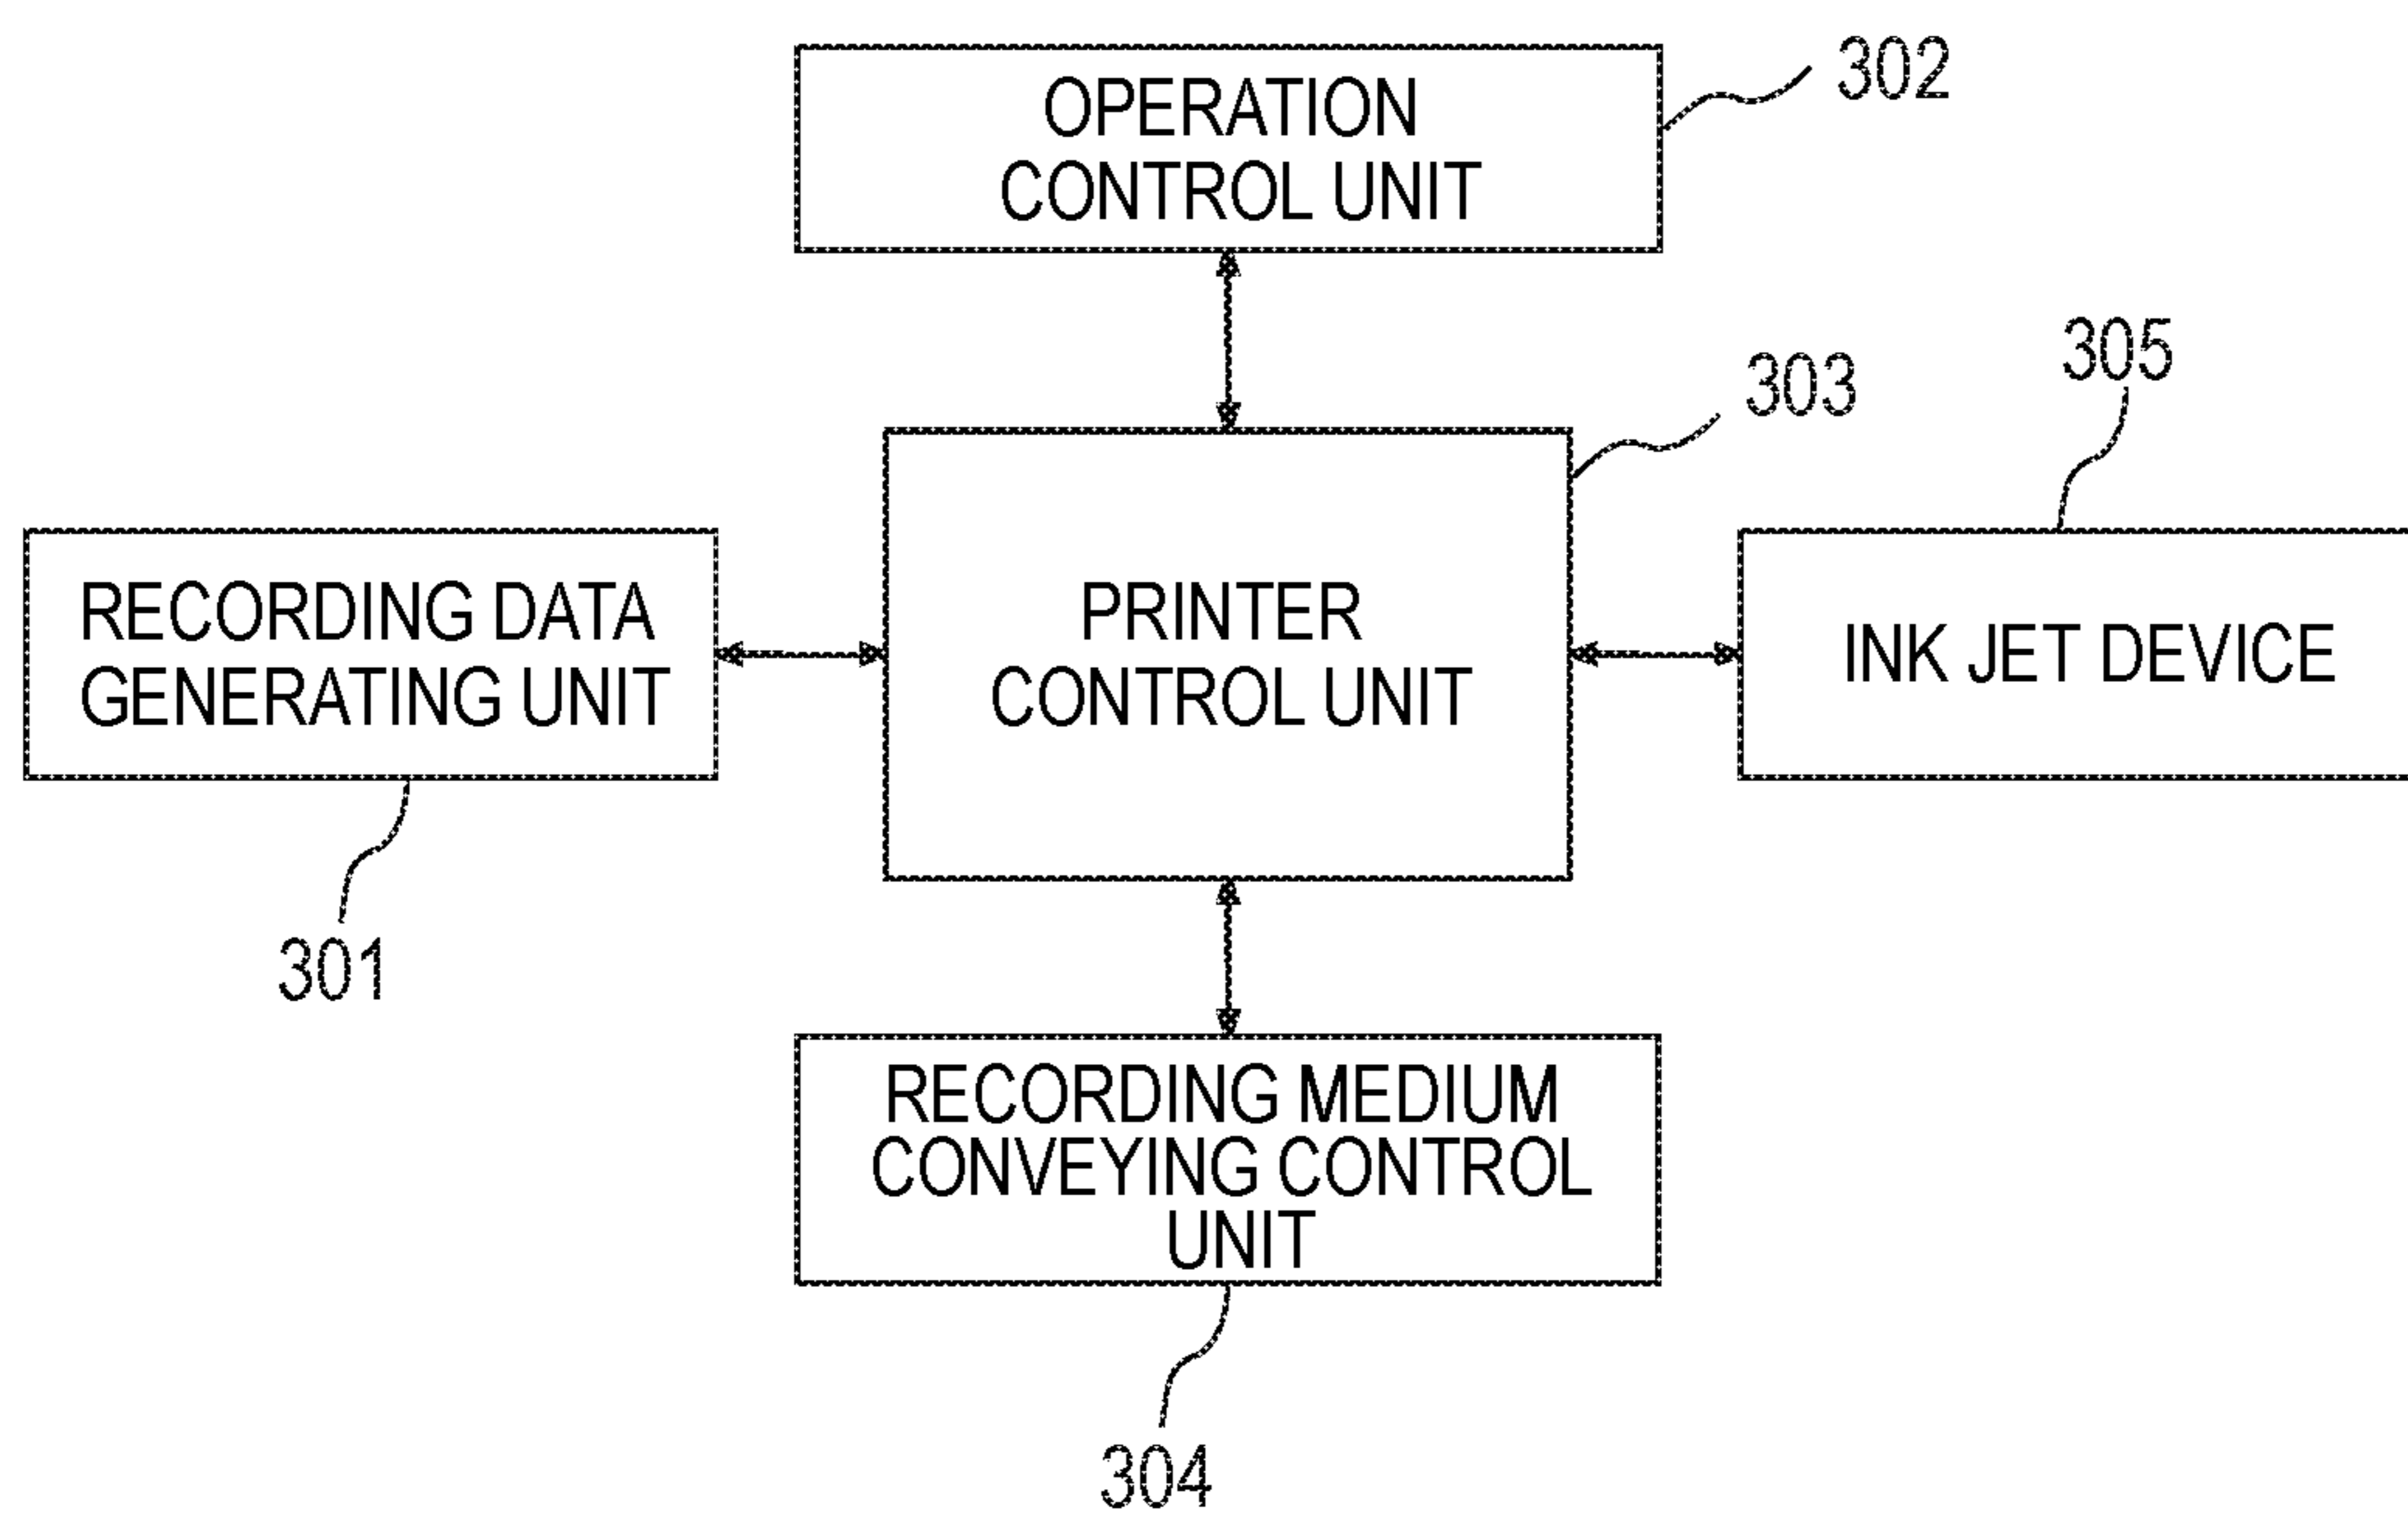 OPERATION
CONTROL UNIT
302
303
305
RECORDING DATA
GENERATING UNIT
PRINTER
CONTROL UNIT
INK JET DEVICE
301
RECORDING MEDIUM
CONVEYING CONTROL
UNIT
304